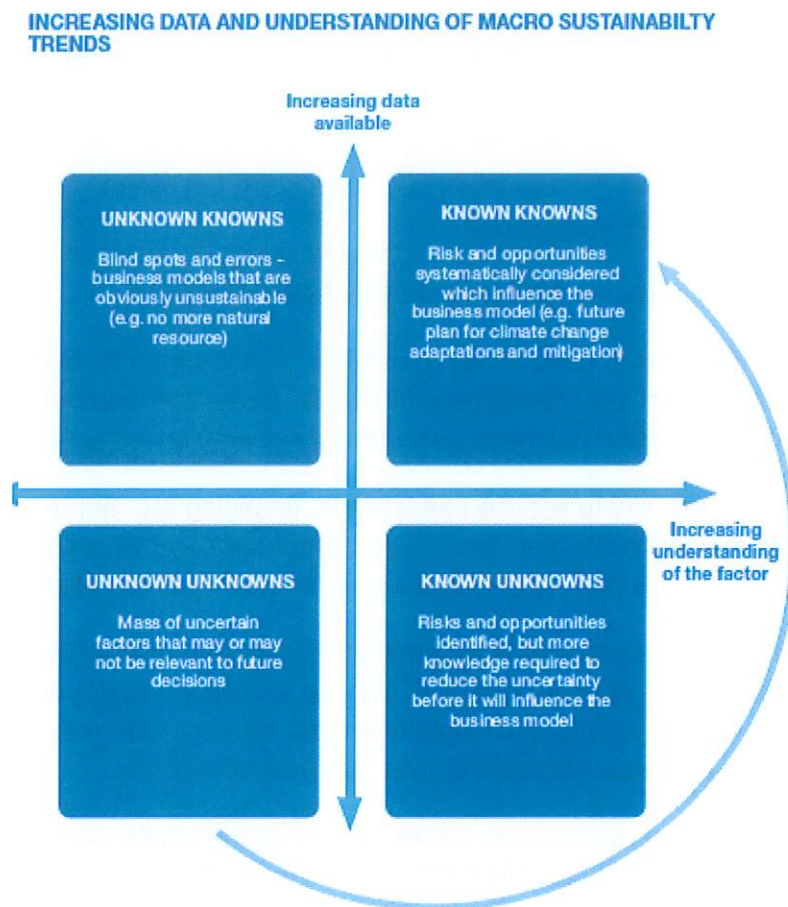 INCREASING DATA AND UNDERSTANDING OF MACRO SUSTAINABILTY
TRENDS
Increasing data
available
UNKNOWN KNOWNS
Blind spots and errors –
business models that are
obviously unsustainable
(e.g. no more natural
resource)
KNOWN KNOWNS
Risk and opportunities
systematically considered
which influence the
business model (e.g. future
plan for climate change
adaptations and mitigation)
Increasing
understanding
of the factor
UNKNOWN UNKNOWNS
Mass of uncertain
factors that may or may
not be relevant to future
decisions
KNOWN UNKNOWNS
Risks and opportunities
identified, but more
knowledge required to
reduce the uncertainty
before it will influence the
business model